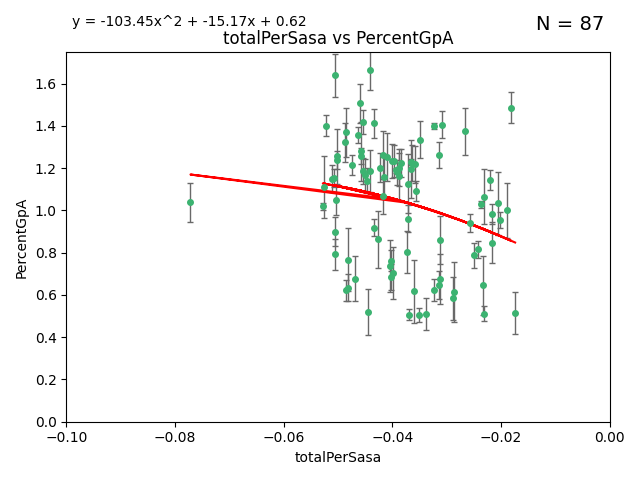 y = -103.45x^2 + -15.17x + 0.62
N = 87
totalPerSasa vs PercentGpA
PercentGpA
1.6
1.4
1.2
1.0
0.8
0.6
0.4
0.2
0.0
−0.10 −0.08 −0.06 −0.04 −0.02 0.00
totalPerSasa